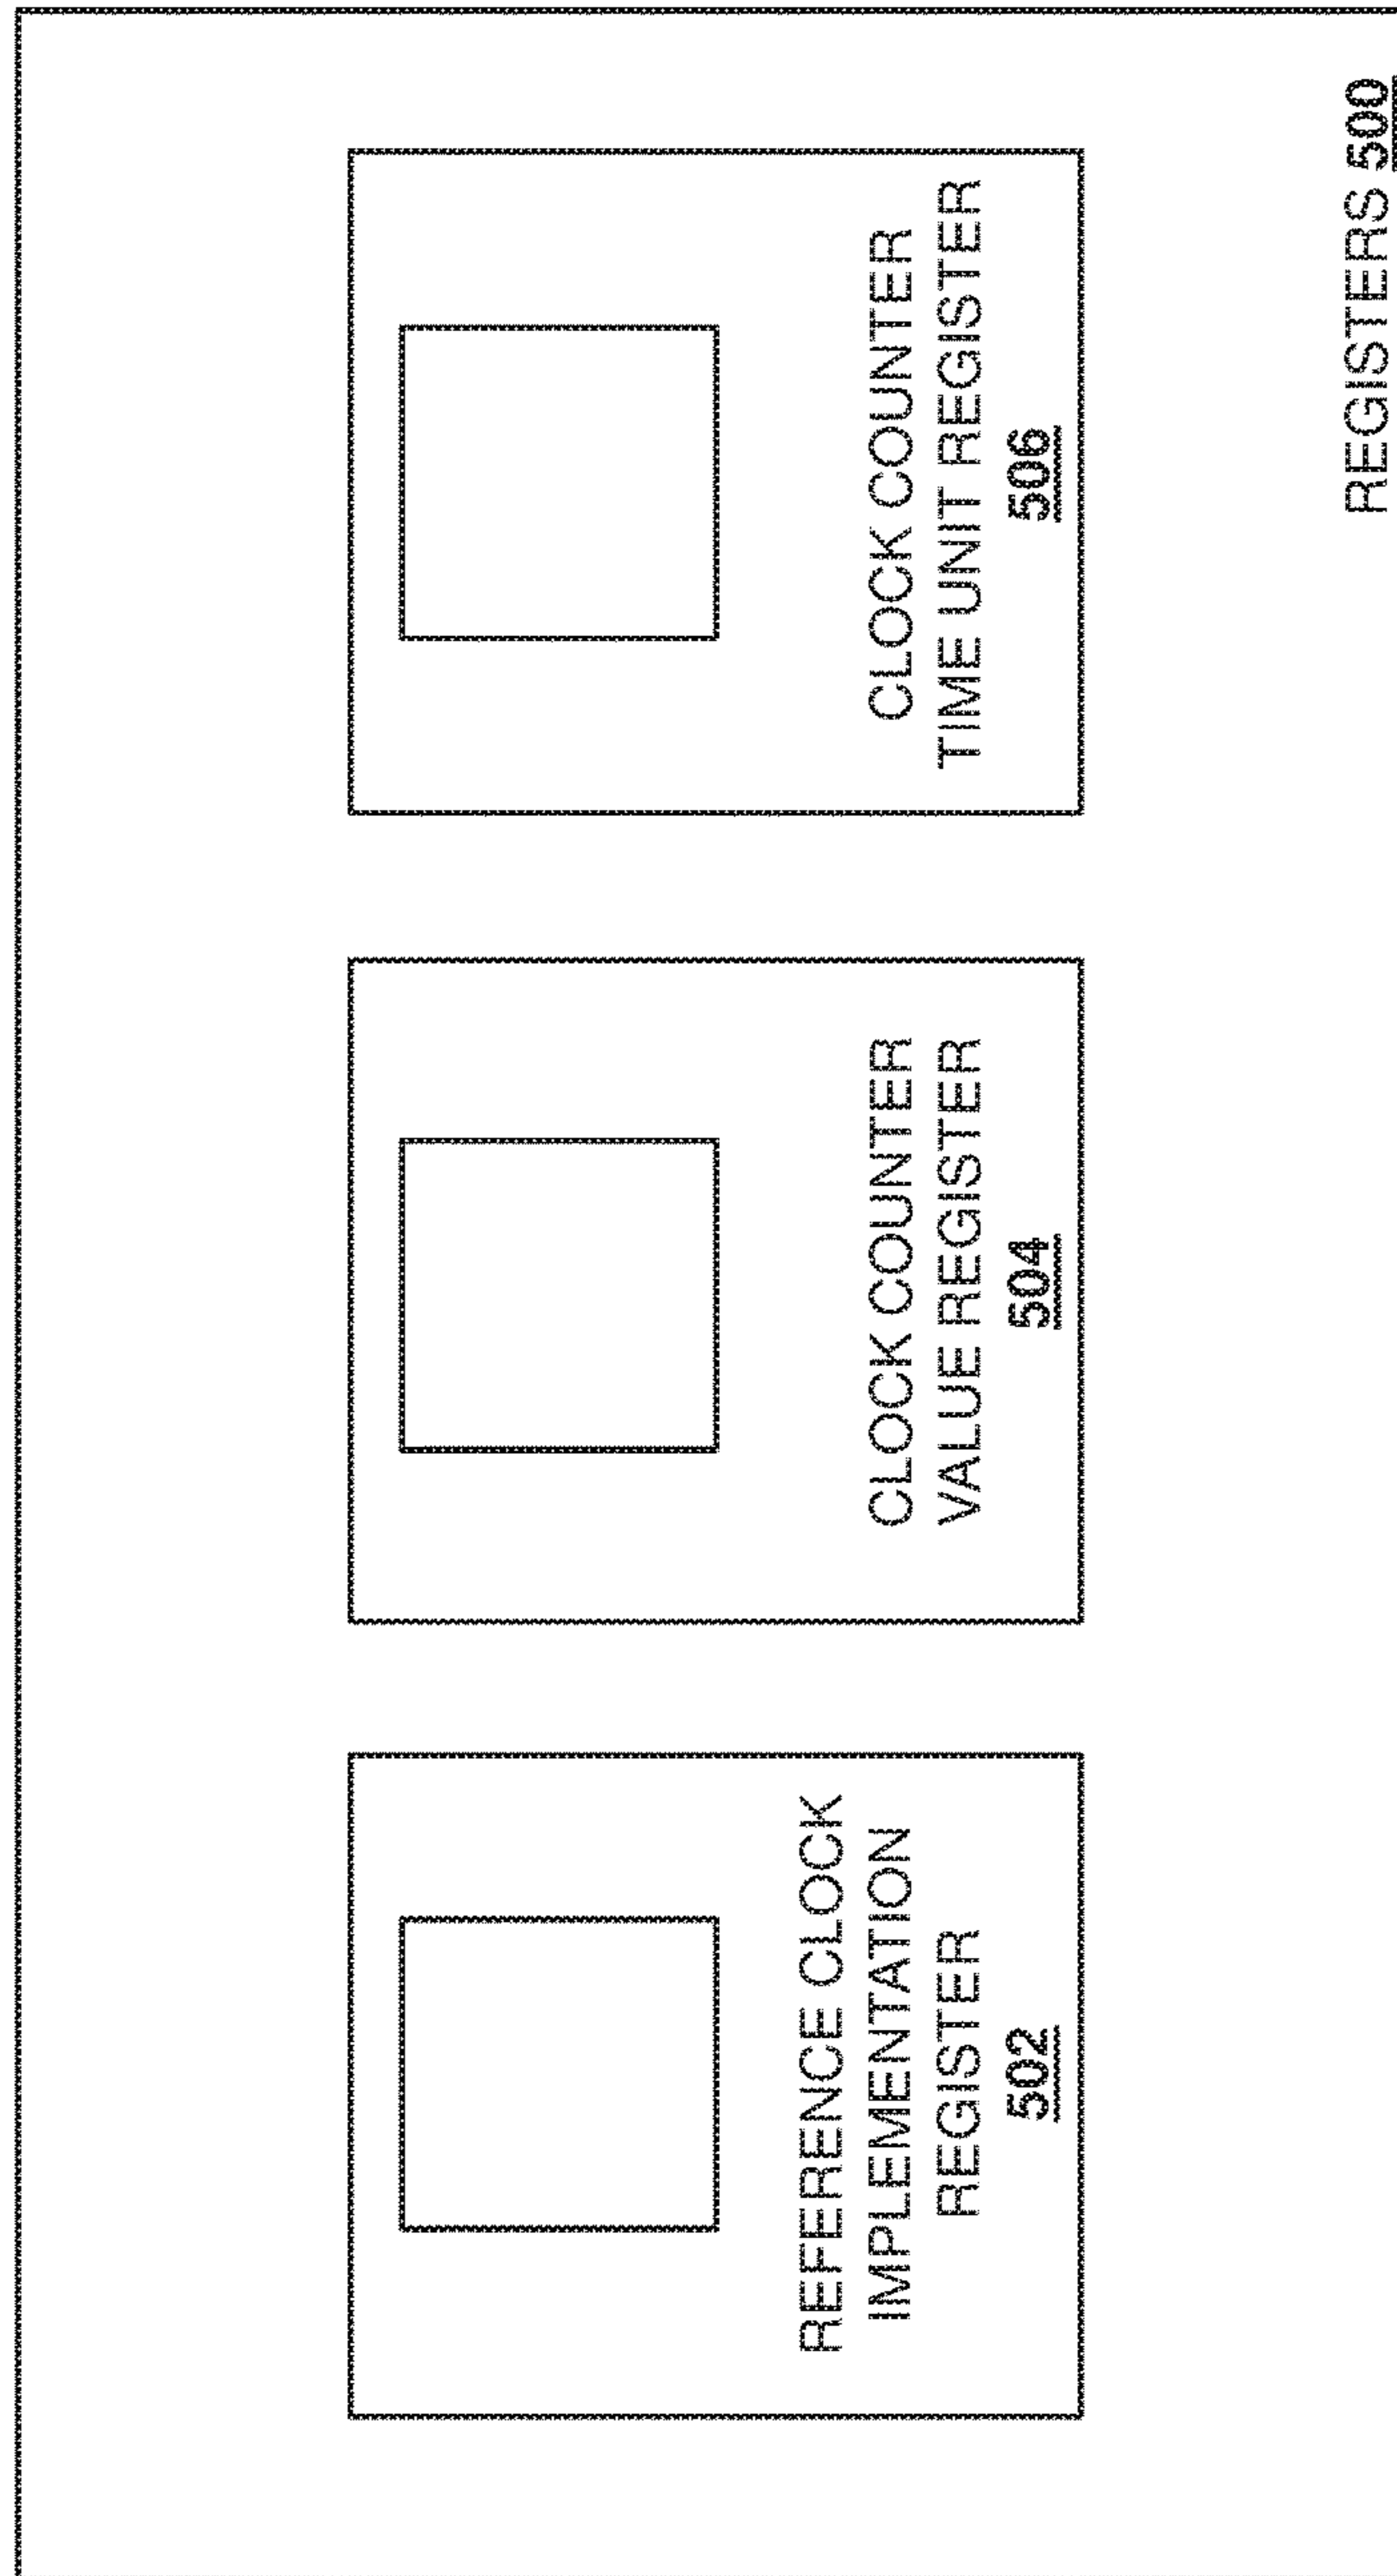 REFERENCE CLOCK
IMPLEMENTATION
REGISTER
502
CLOCK COUNTER
VALUE REGISTER
504
CLOCK COUNTER
TIME UNIT REGISTER
506
REGISTERS 500